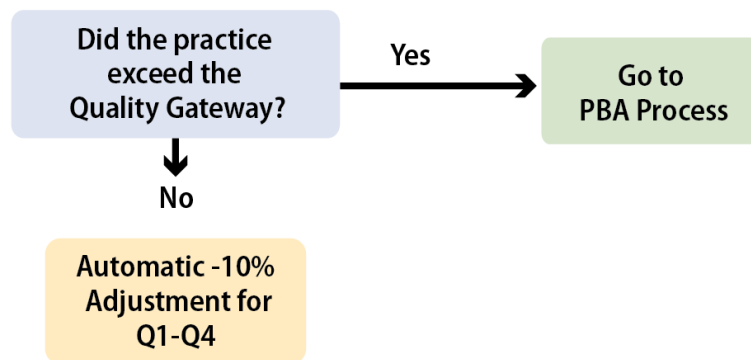 Did the practice
exceed the
Quality Gateway?
Yes
Go to
PBA Process
No
Automatic -10%
Adjustment for
Q1-Q4